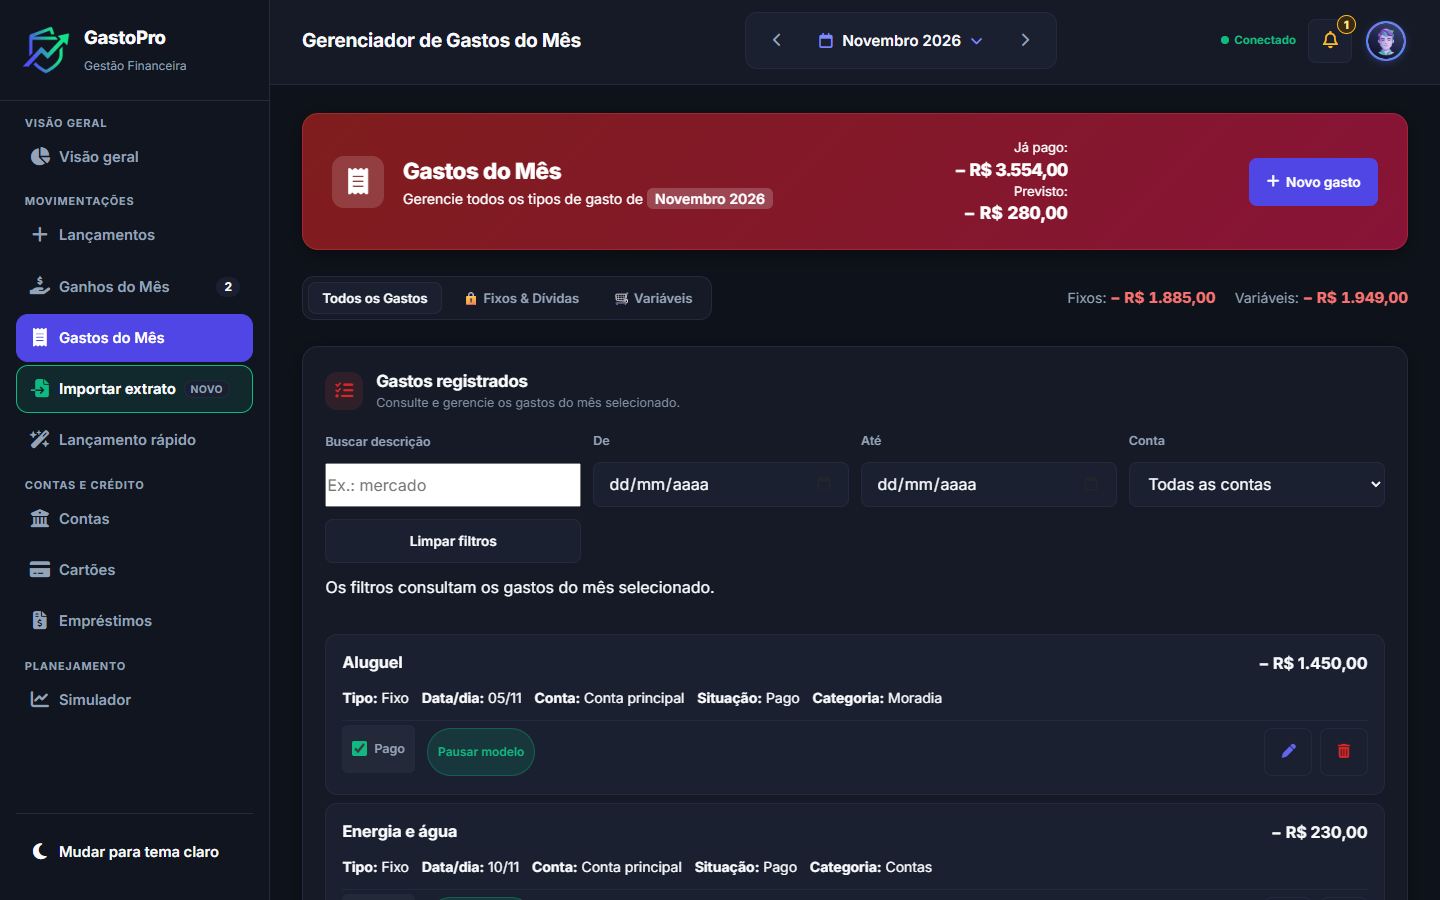 GastoPro
Gestão Financeira
VISÃO GERAL
Visão geral
MOVIMENTAÇÕES
Lançamentos
Ganhos do Mês 2
Gastos do Mês
Importar extrato NOVO
Lançamento rápido
CONTAS E CRÉDITO
Contas
Cartões
Empréstimos
PLANEJAMENTO
Simulador
Mudar para tema claro
Gerenciador de Gastos do Mês
Novembro 2026
Conectado
1
Gastos do Mês
Gerencie todos os tipos de gasto de Novembro 2026
Já pago:
– R$ 3.554,00
Previsto:
– R$ 280,00
+ Novo gasto
Todos os Gastos Fixos & Dívidas Variáveis
Fixos: – R$ 1.885,00 Variáveis: – R$ 1.949,00
Gastos registrados
Consulte e gerencie os gastos do mês selecionado.
Buscar descrição De Até Conta
Ex.: mercado dd/mm/aaaa dd/mm/aaaa Todas as contas
Limpar filtros
Os filtros consultam os gastos do mês selecionado.
Aluguel – R$ 1.450,00
Tipo: Fixo Data/dia: 05/11 Conta: Conta principal Situação: Pago Categoria: Moradia
Pago Pausar modelo
Energia e água – R$ 230,00
Tipo: Fixo Data/dia: 10/11 Conta: Conta principal Situação: Pago Categoria: Contas